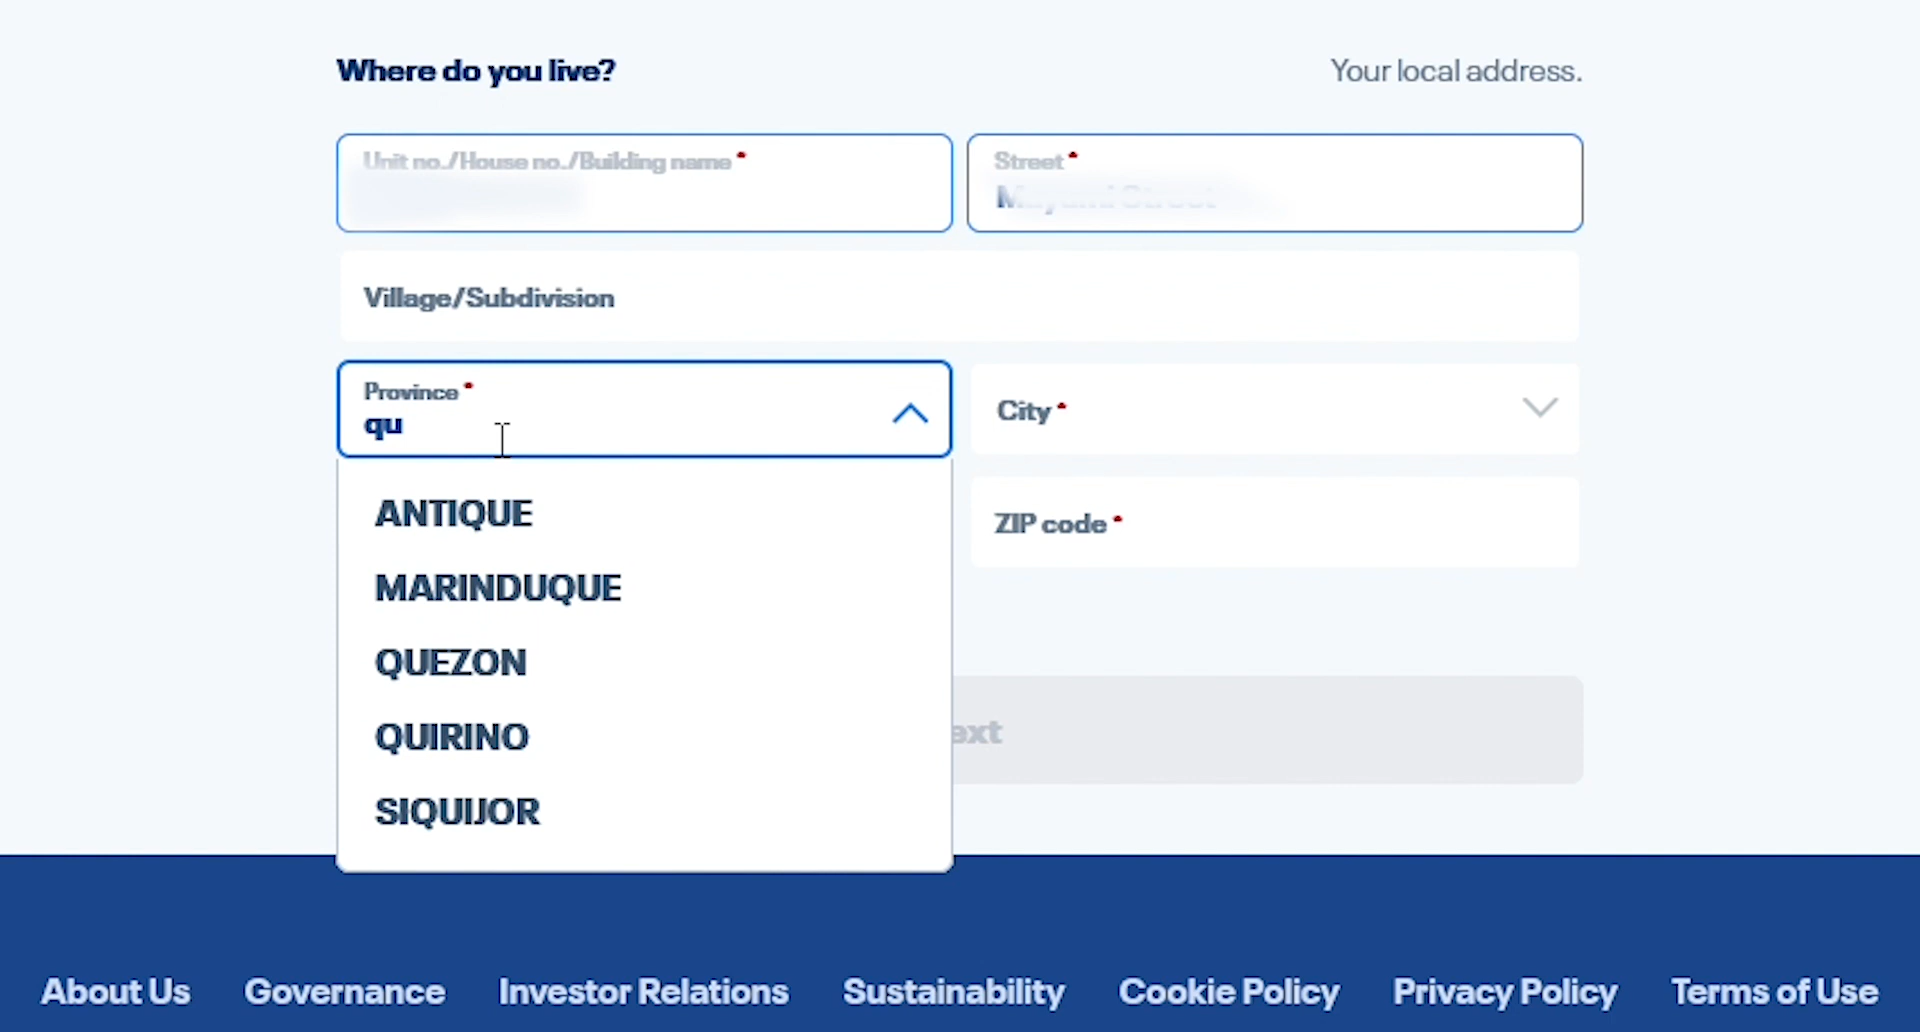 Where do you live?
Your local address.
Unit no./House no./Building name *
Street *
Village/Subdivision
Province *
qu
City *
ANTIQUE
MARINDUQUE
ZIP code *
QUEZON
QUIRINO
ext
SIQUIJOR
About Us Governance Investor Relations Sustainability Cookie Policy Privacy Policy Terms of Use